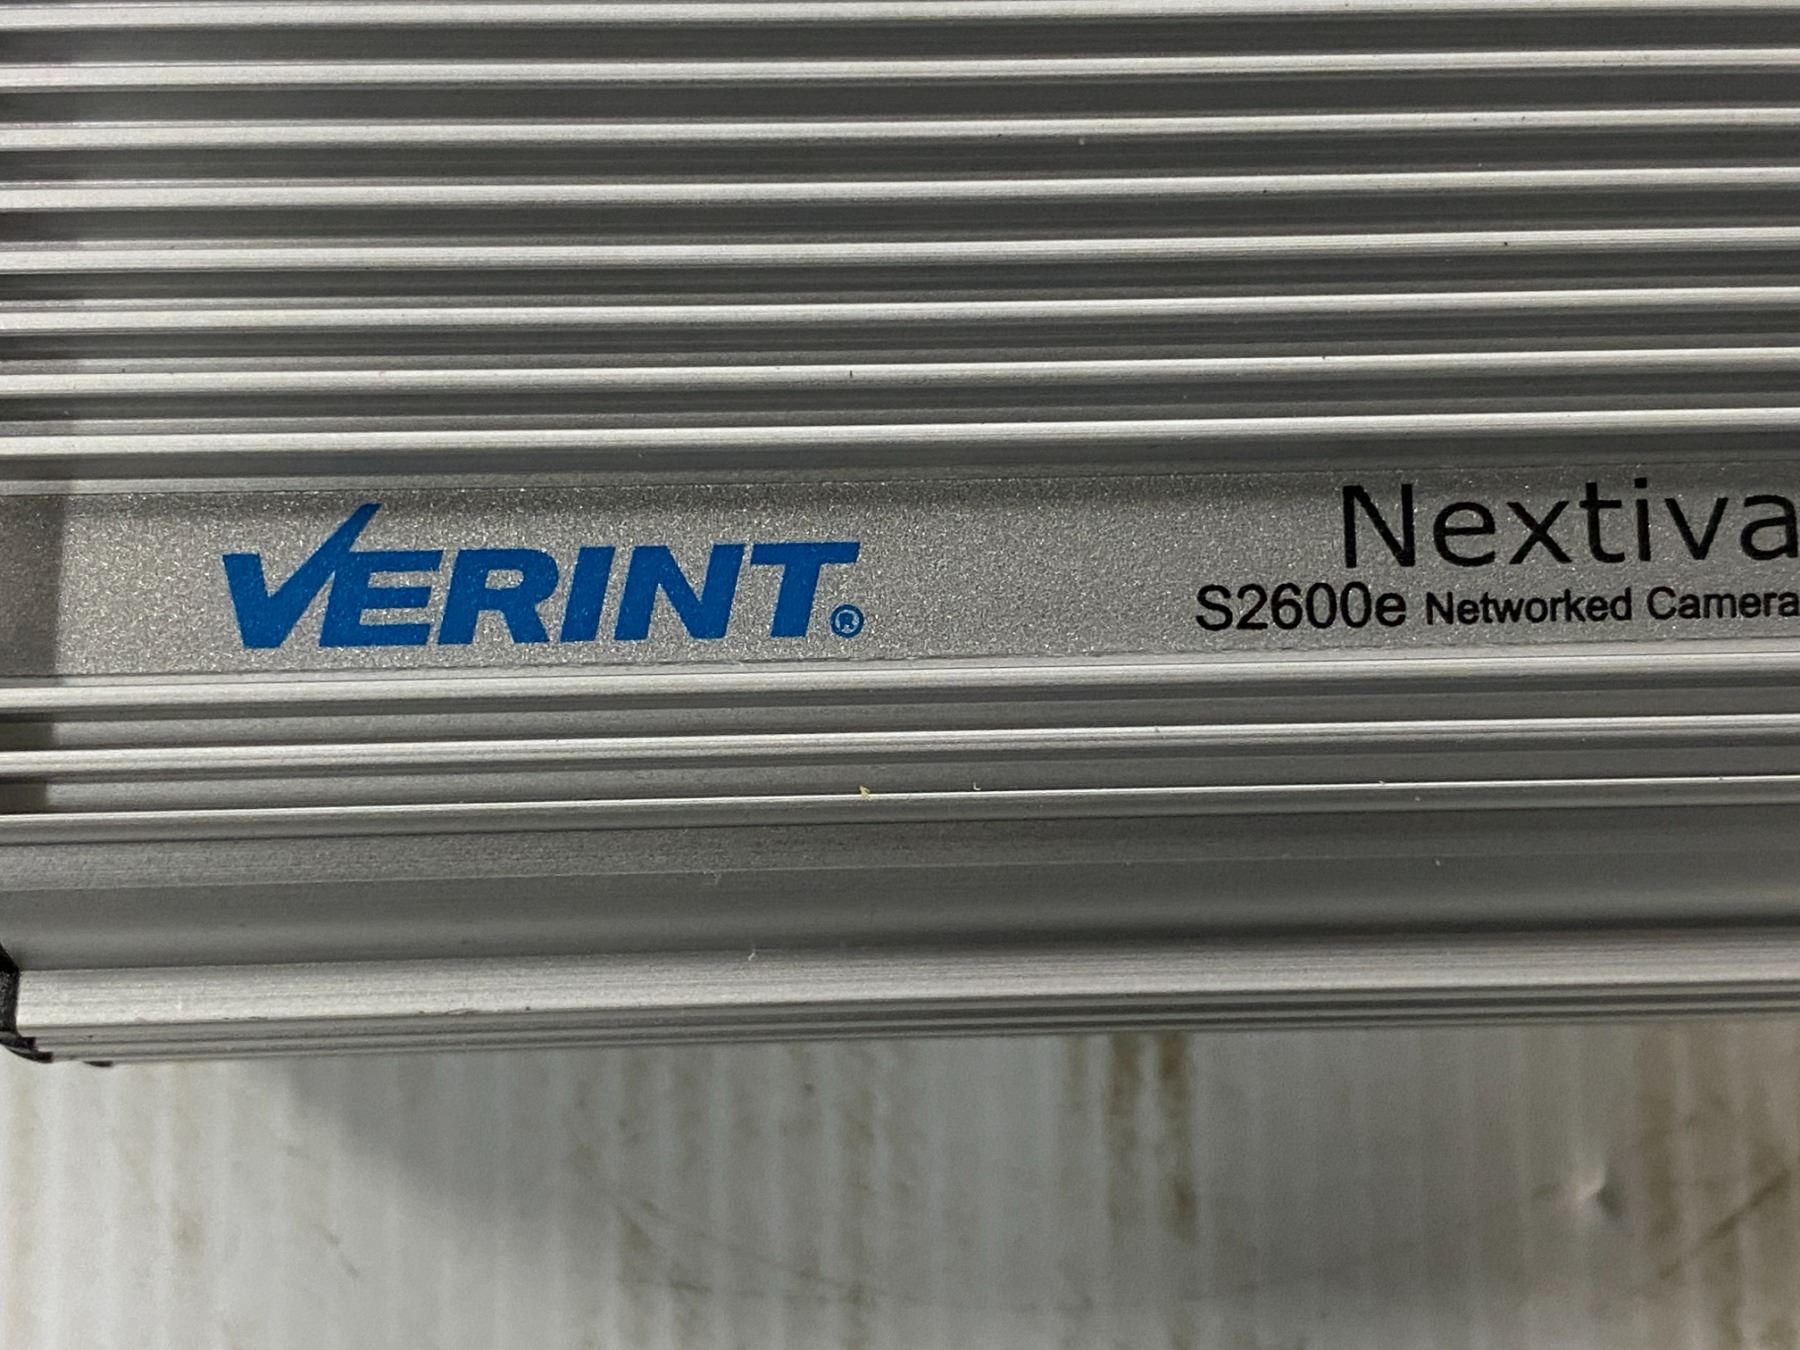 VERINT®
Nextiva
S2600e Networked Camera